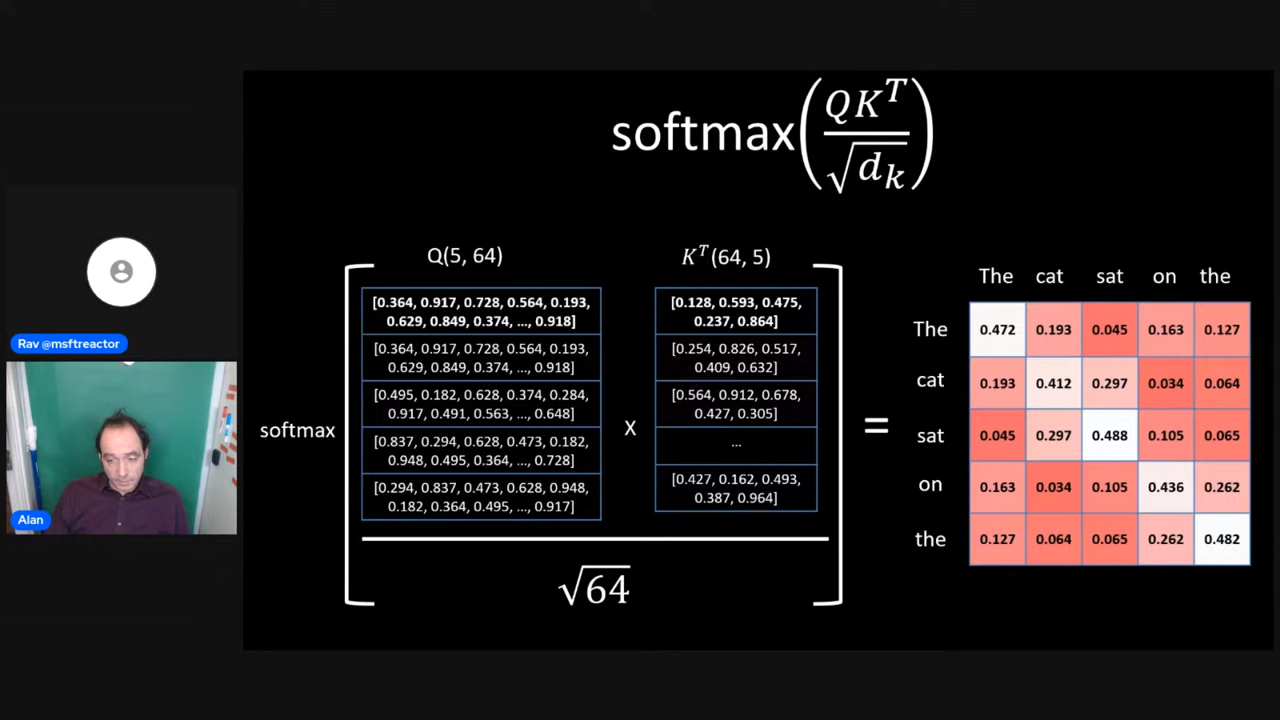 softmax(QK^T/√d_k)
Q(5, 64)
K^T(64, 5)
softmax
[0.364, 0.917, 0.728, 0.564, 0.193,
0.629, 0.849, 0.374, ..., 0.918]
[0.364, 0.917, 0.728, 0.564, 0.193,
0.629, 0.849, 0.374, ..., 0.918]
[0.495, 0.182, 0.628, 0.374, 0.284,
0.917, 0.491, 0.563, ..., 0.648]
[0.837, 0.294, 0.628, 0.473, 0.182,
0.948, 0.495, 0.364, ..., 0.728]
[0.294, 0.837, 0.473, 0.628, 0.948,
0.182, 0.364, 0.495, ..., 0.917]
x
[0.128, 0.593, 0.475,
0.237, 0.864]
[0.254, 0.826, 0.517,
0.409, 0.632]
[0.564, 0.912, 0.678,
0.427, 0.305]
...
[0.427, 0.162, 0.493,
0.387, 0.964]
√64
=
The cat sat on the
The 0.472 0.193 0.045 0.163 0.127
cat 0.193 0.412 0.297 0.034 0.064
sat 0.045 0.297 0.488 0.105 0.065
on 0.163 0.034 0.105 0.436 0.262
the 0.127 0.064 0.065 0.262 0.482
Rav @msftreactor
Alan